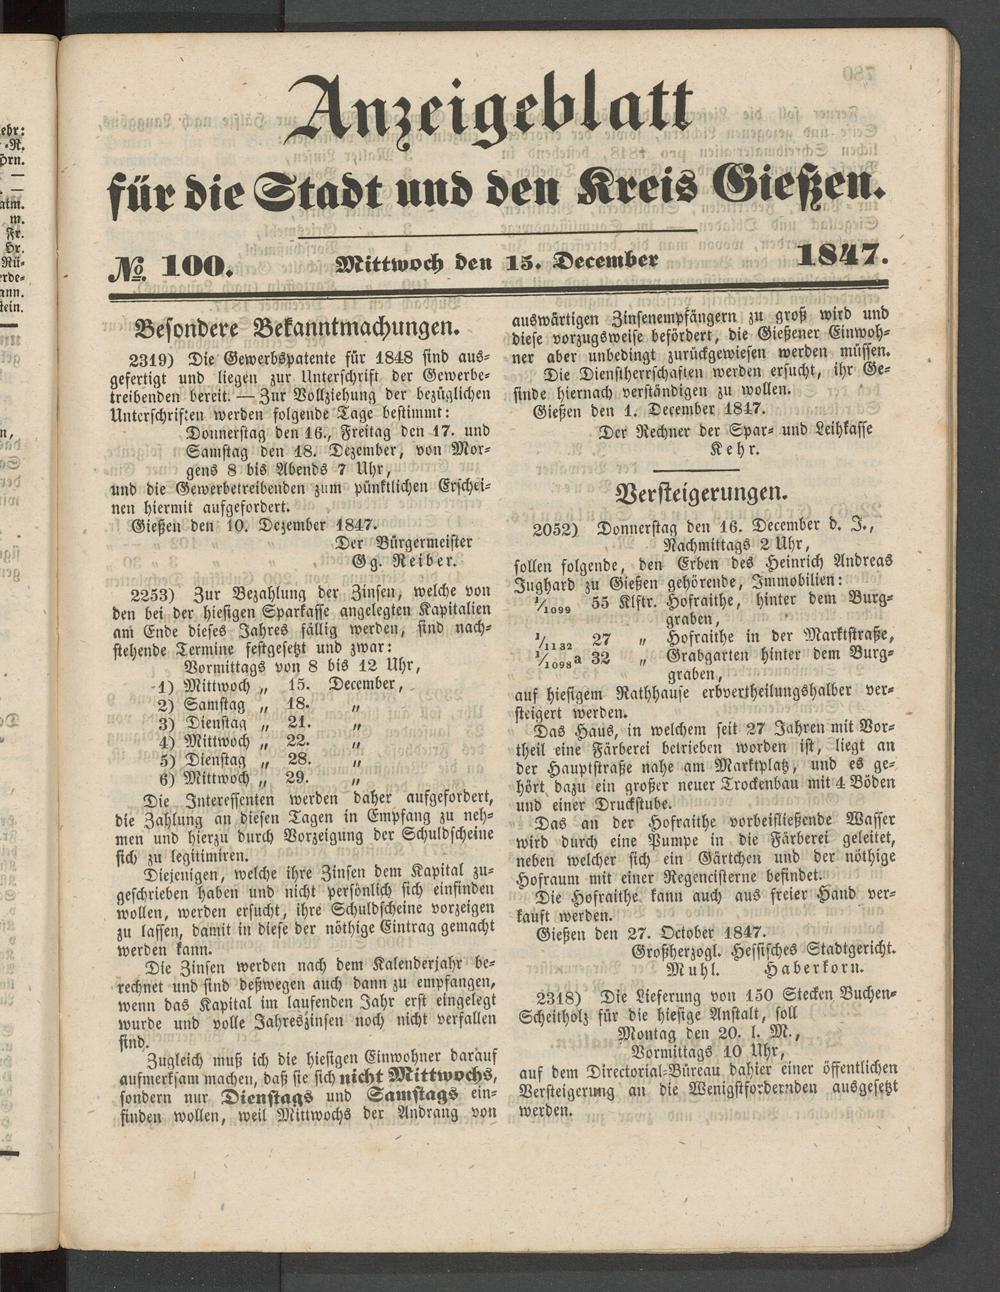 Anzeigeblatt
für die Stadt und den Kreis Gießen.
№ 100. Mittwoch den 15. December 1847.
Besondere Bekanntmachungen.
2319) Die Gewerbspatente für 1848 sind aus-
gefertigt und liegen zur Unterschrift der Gewerbe-
treibenden bereit. — Zur Vollziehung der bezüglichen
Unterschriften werden folgende Tage bestimmt:
Donnerstag den 16., Freitag den 17. und
Samstag den 18. Dezember, von Mor-
gens 8 bis Abends 7 Uhr,
und die Gewerbetreibenden zum pünktlichen Erschei-
nen hiermit aufgefordert.
Gießen den 10. Dezember 1847.
Der Bürgermeister
Gg. Reiber.
2253) Zur Bezahlung der Zinsen, welche von
den bei der hiesigen Sparkasse angelegten Kapitalien
am Ende dieses Jahres fällig werden, sind nach-
stehende Termine festgesetzt und zwar:
Vormittags von 8 bis 12 Uhr,
1) Mittwoch „ 15. December,
2) Samstag „ 18. „
3) Dienstag „ 21. „
4) Mittwoch „ 22. „
5) Dienstag „ 28. „
6) Mittwoch „ 29. „
Die Interessenten werden daher aufgefordert,
die Zahlung an diesen Tagen in Empfang zu neh-
men und hierzu durch Vorzeigung der Schuldscheine
sich zu legitimiren.
Diejenigen, welche ihre Zinsen dem Kapital zu-
geschrieben haben und nicht persönlich sich einfinden
wollen, werden ersucht, ihre Schuldscheine vorzeigen
zu lassen, damit in diese der nöthige Eintrag gemacht
werden kann.
Die Zinsen werden nach dem Kalenderjahr be-
rechnet und sind deßwegen auch dann zu empfangen,
wenn das Kapital im laufenden Jahr erst eingelegt
wurde und volle Jahreszinsen noch nicht verfallen
sind.
Zugleich muß ich die hiesigen Einwohner darauf
aufmerksam machen, daß sie sich nicht Mittwochs,
sondern nur Dienstags und Samstags ein-
finden wollen, weil Mittwochs der Andrang von
auswärtigen Zinsenempfängern zu groß wird und
diese vorzugsweise befördert, die Gießener Einwoh-
ner aber unbedingt zurückgewiesen werden müssen.
Die Dienstherrschaften werden ersucht, ihr Ge-
sinde hiernach verständigen zu wollen.
Gießen den 1. December 1847.
Der Rechner der Spar- und Leihkasse
Kehr.
Versteigerungen.
2052) Donnerstag den 16. December d. J.,
Nachmittags 2 Uhr,
sollen folgende, den Erben des Heinrich Andreas
Jughard zu Gießen gehörende, Immobilien:
1/1099 55 Klftr. Hofraithe, hinter dem Burg-
graben,
1/1132 27 „ Hofraithe in der Marktstraße,
1/1098a 32 „ Grabgarten hinter dem Burg-
graben,
auf hiesigem Rathhause erbvertheilungshalber ver-
steigert werden.
Das Haus, in welchem seit 27 Jahren mit Vor-
theil eine Färberei betrieben worden ist, liegt an
der Hauptstraße nahe am Marktplatz, und es ge-
hört dazu ein großer neuer Trockenbau mit 4 Böden
und einer Druckstube.
Das an der Hofraithe vorbeifließende Wasser
wird durch eine Pumpe in die Färberei geleitet,
neben welcher sich ein Gärtchen und der nöthige
Hofraum mit einer Regencisterne befindet.
Die Hofraithe kann auch aus freier Hand ver-
kauft werden.
Gießen den 27. October 1847.
Großherzogl. Hessisches Stadtgericht.
Muhl. Haberkorn.
2318) Die Lieferung von 150 Stecken Buchen-
Scheitholz für die hiesige Anstalt, soll
Montag den 20. l. M.,
Vormittags 10 Uhr,
auf dem Directorial-Büreau dahier einer öffentlichen
Versteigerung an die Wenigstfordernden ausgesetzt
werden.